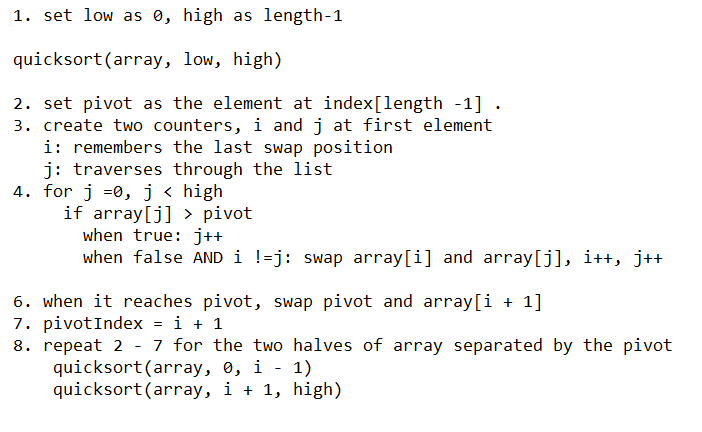 1. set low as 0, high as length-1
quicksort(array, low, high)
2. set pivot as the element at index[length -1] .
3. create two counters, i and j at first element
i: remembers the last swap position
j: traverses through the list
4. for j =0, j < high
if array[j] > pivot
when true: j++
when false AND i !=j: swap array[i] and array[j], i++, j++
6. when it reaches pivot, swap pivot and array[i + 1]
7. pivotIndex = i + 1
8. repeat 2 - 7 for the two halves of array separated by the pivot
quicksort(array, 0, i - 1)
quicksort(array, i + 1, high)